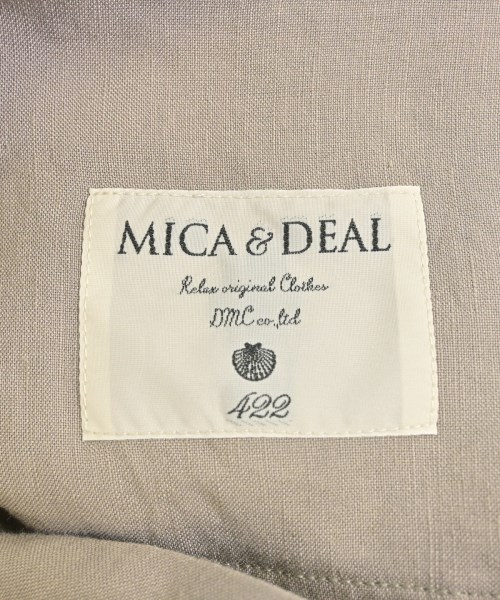 MICA & DEAL
Relax original Clothes
DMC co.,ltd
422